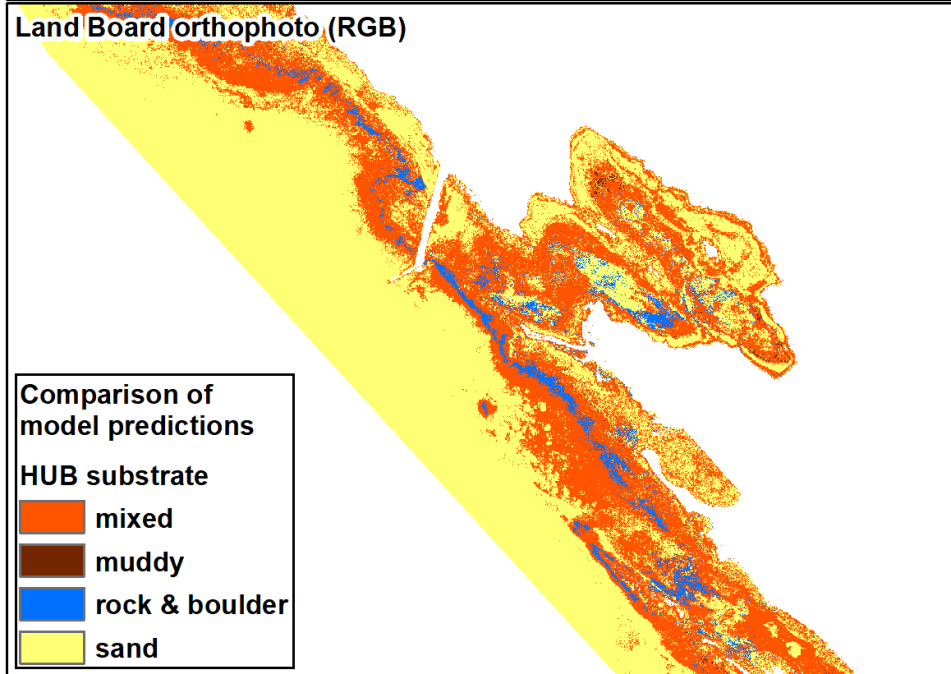 Land Board orthophoto (RGB)
Comparison of
model predictions
HUB substrate
mixed
muddy
rock & boulder
sand